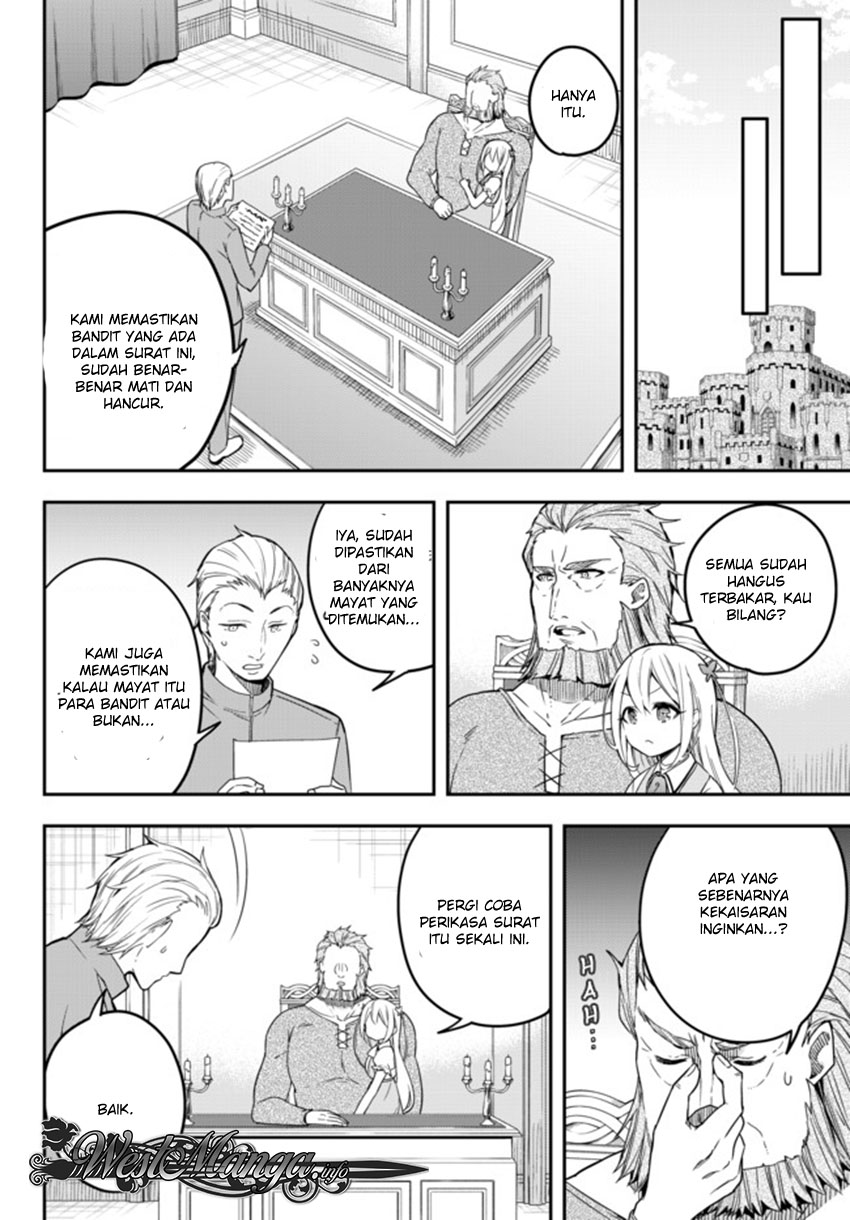 HANYA
ITU.
KAMI MEMASTIKAN
BANDIT YANG ADA
DALAM SURAT INI,
SUDAH BENAR-
BENAR MATI DAN
HANCUR.
SEMUA SUDAH
HANGUS
TERBAKAR, KAU
BILANG?
IYA, SUDAH
DIPASTIKAN
DARI
BANYAKNYA
MAYAT YANG
DITEMUKAN...
KAMI JUGA
MEMASTIKAN
KALAU MAYAT ITU
PARA BANDIT ATAU
BUKAN...
APA YANG
SEBENARNYA
KEKAISARAN
INGINKAN...?
HAH...
PERGI COBA
PERIKASA SURAT
ITU SEKALI INI.
BAIK.
WestManga.info